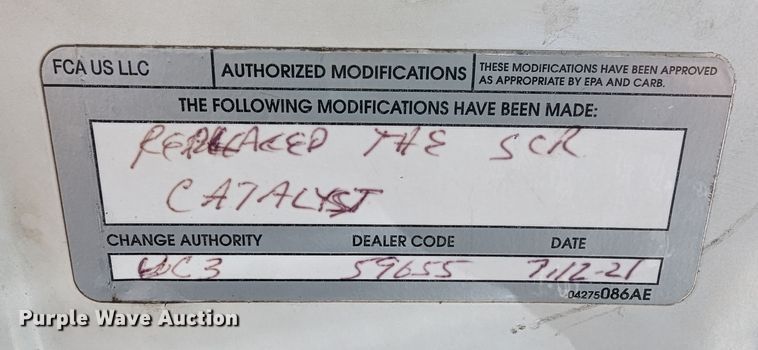 FCA US LLC
AUTHORIZED MODIFICATIONS
THESE MODIFICATIONS HAVE BEEN APPROVED
AS APPROPRIATE BY EPA AND CARB.
THE FOLLOWING MODIFICATIONS HAVE BEEN MADE:
REPLACED THE SCR
CATALYST
CHANGE AUTHORITY DEALER CODE DATE
VC3 59655 7-12-21
04275086AE
Purple Wave Auction